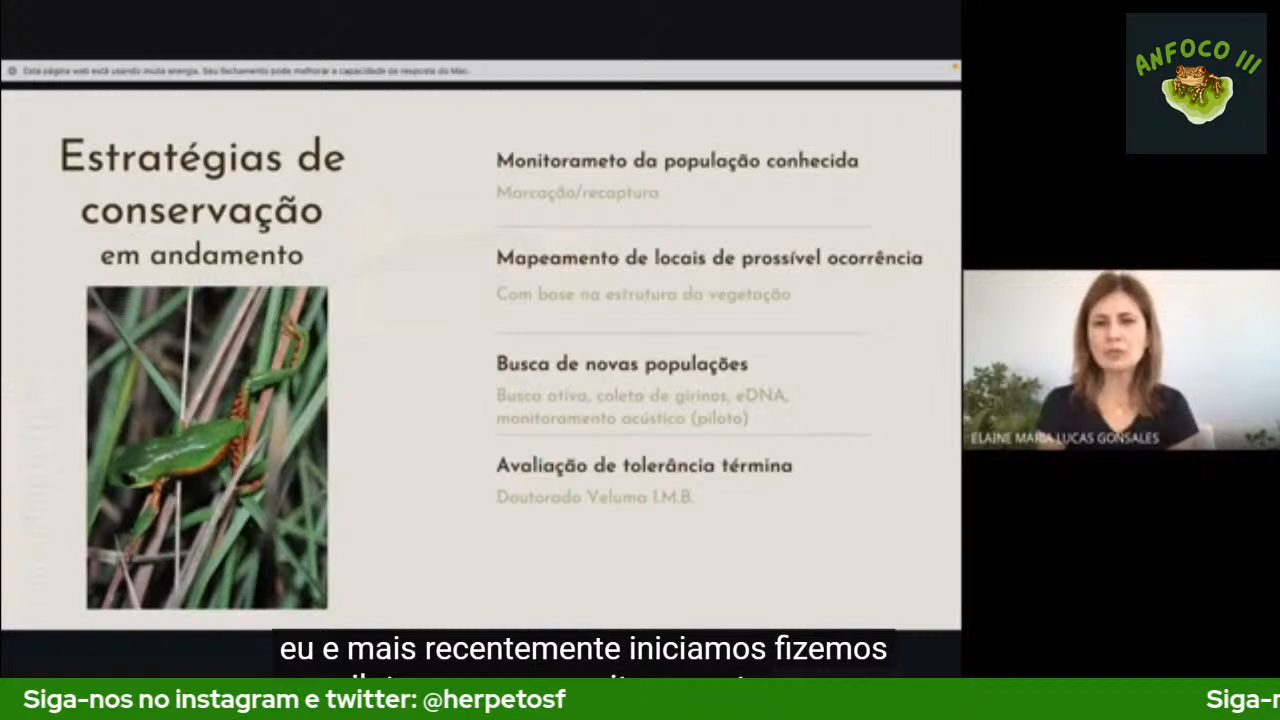 ANFOCO III
Esta página web está usando muita energia. Seu fechamento pode melhorar a capacidade de resposta do Mac.
Estratégias de
conservação
em andamento
Monitorameto da população conhecida
Marcação/recaptura
Mapeamento de locais de prossível ocorrência
Com base na estrutura da vegetação
Busca de novas populações
Busca ativa, coleta de girinos, eDNA,
monitoramento acústico (piloto)
Avaliação de tolerância términa
Doutorado Veluma I.M.B.
ELAINE MARIA LUCAS GONSALES
eu e mais recentemente iniciamos fizemos
Siga-nos no instagram e twitter: @herpetosf
Siga-n